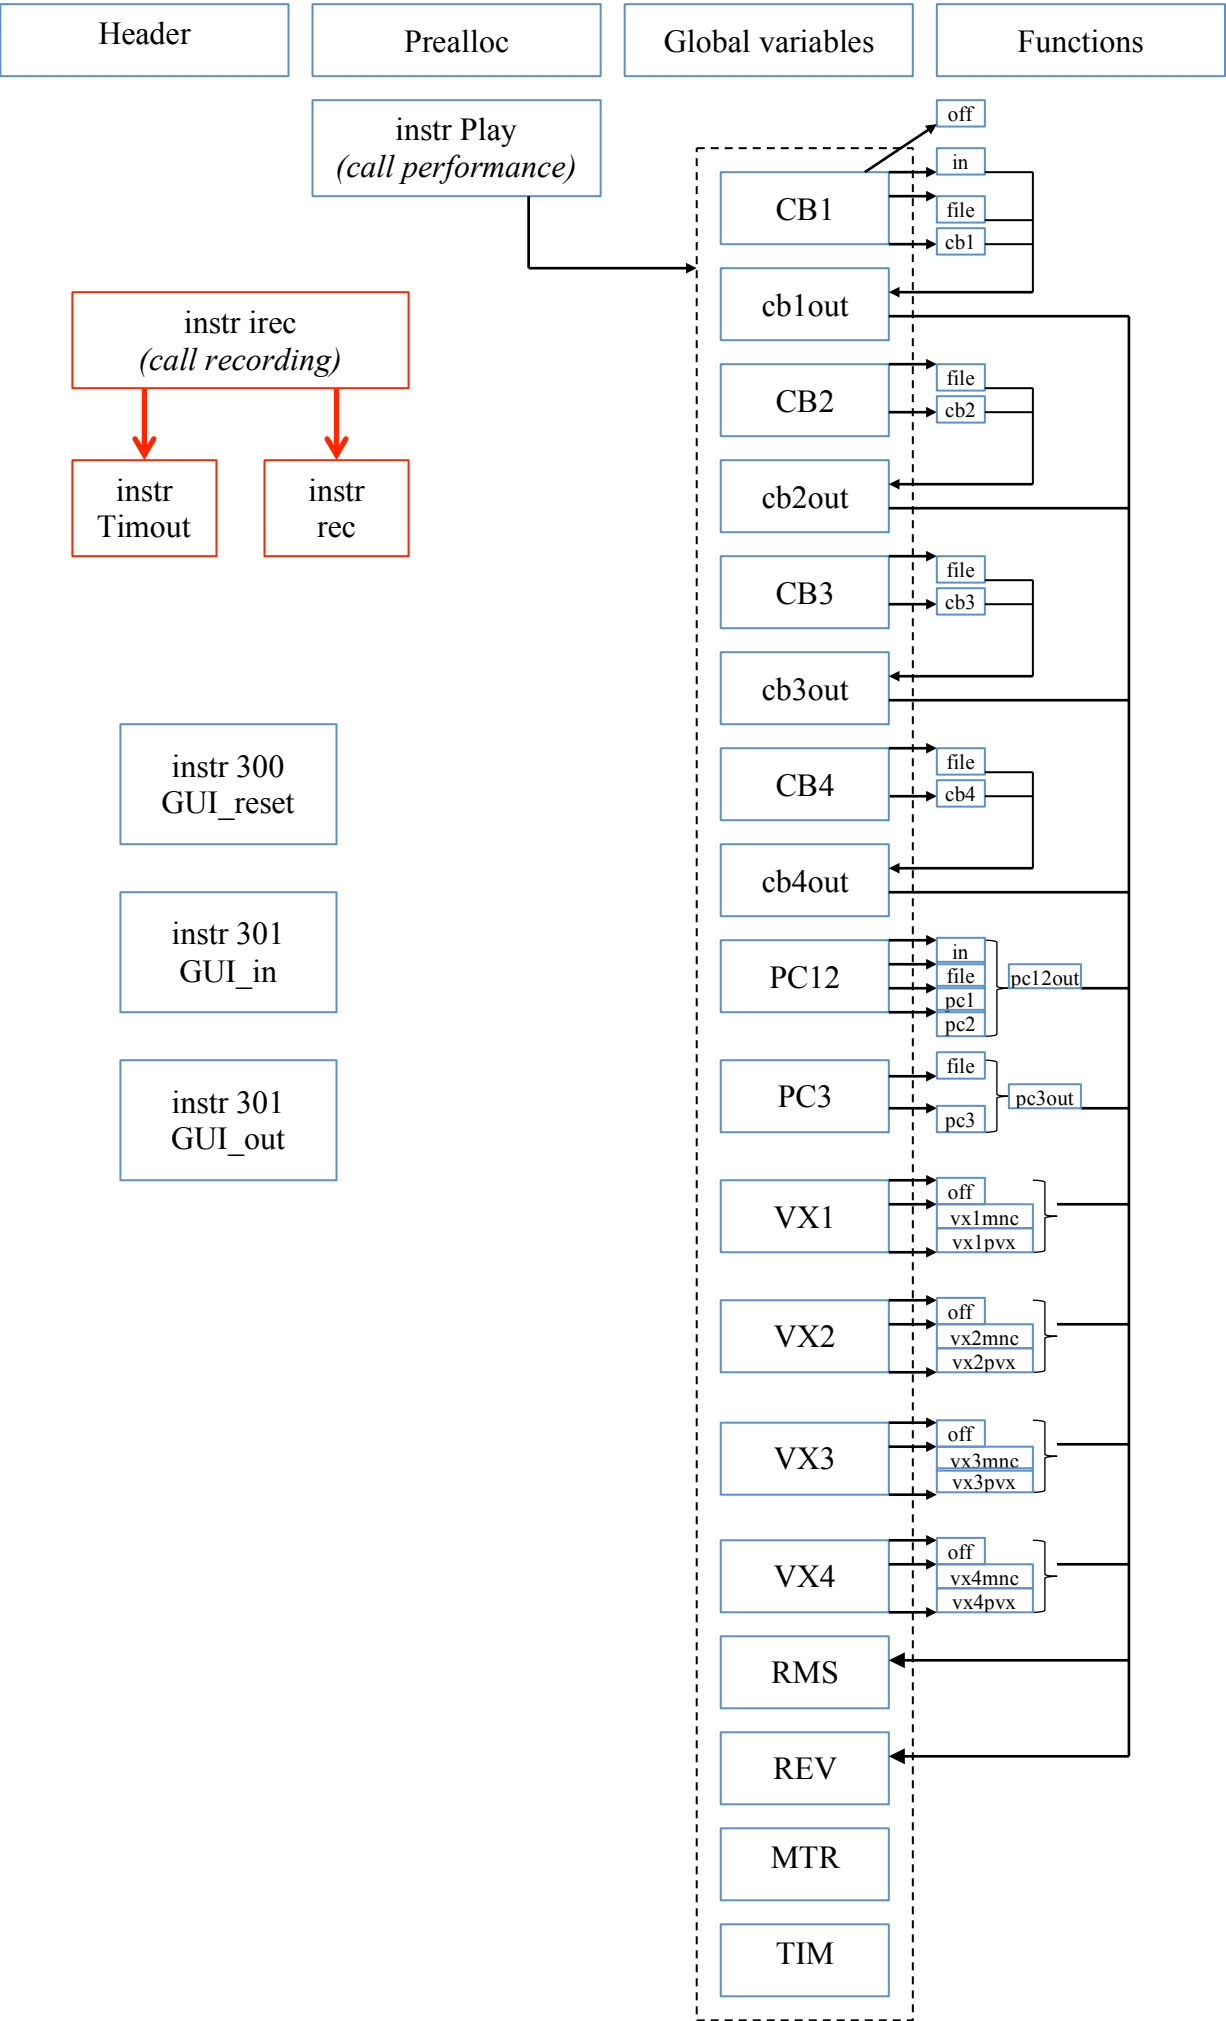 Header
Prealloc
Global variables
Functions
instr Play
(call performance)
off
CB1
in
file
cb1
cb1out
instr irec
(call recording)
instr
Timout
instr
rec
CB2
file
cb2
cb2out
CB3
file
cb3
cb3out
instr 300
GUI_reset
CB4
file
cb4
cb4out
instr 301
GUI_in
PC12
in
file
pc1
pc2
pc12out
instr 301
GUI_out
PC3
file
pc3
pc3out
VX1
off
vx1mnc
vx1pvx
VX2
off
vx2mnc
vx2pvx
VX3
off
vx3mnc
vx3pvx
VX4
off
vx4mnc
vx4pvx
RMS
REV
MTR
TIM